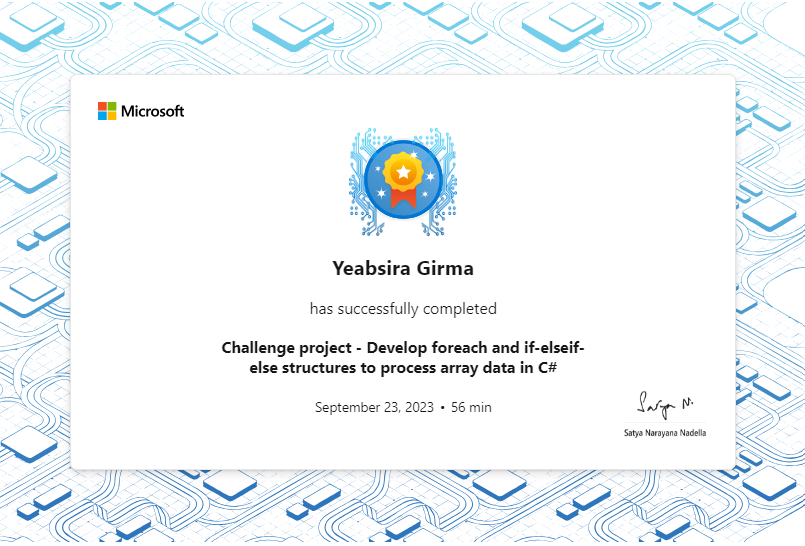 Microsoft
Yeabsira Girma
has successfully completed
Challenge project - Develop foreach and if-elseif-
else structures to process array data in C#
September 23, 2023 • 56 min
Satya N.
Satya Narayana Nadella